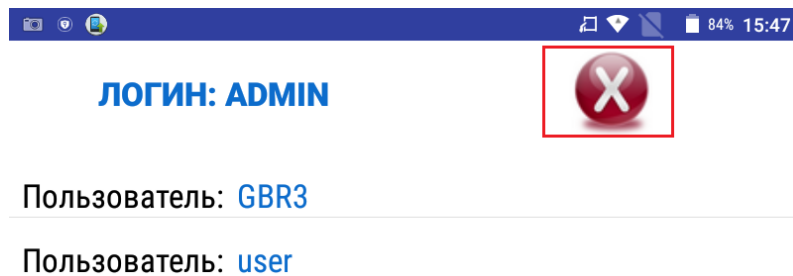 84% 15:47
ЛОГИН: ADMIN
X
Пользователь: GBR3
Пользователь: user